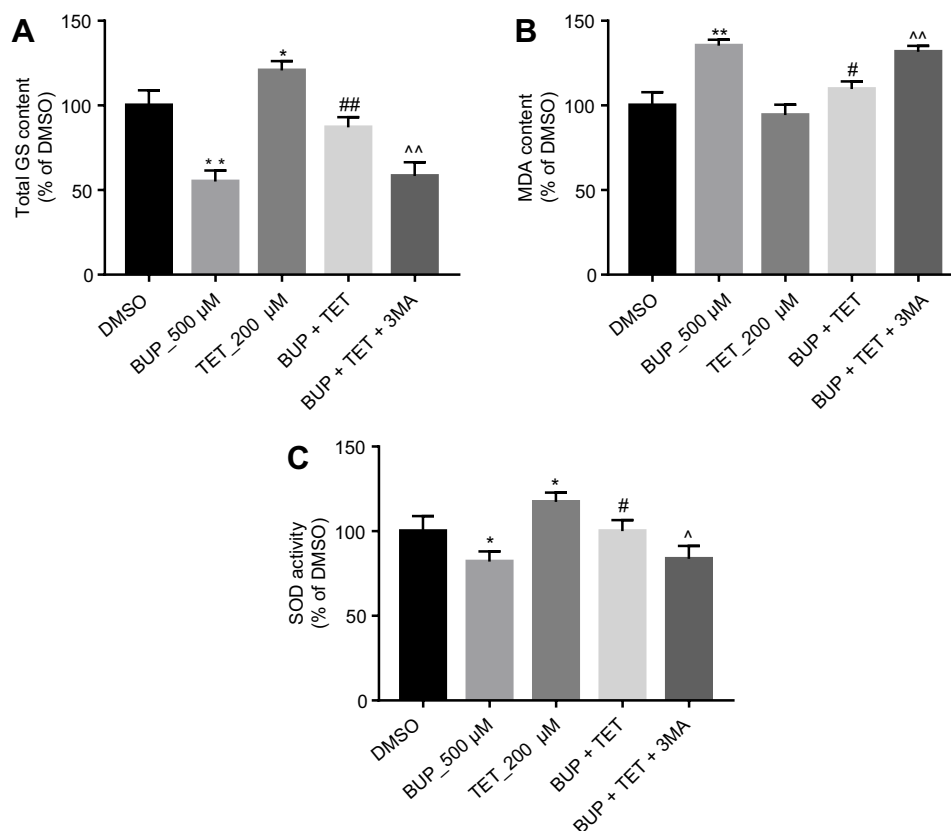 A
Total GS content
(% of DMSO)
150
100
50
0
* *
*
##
^^
DMSO
BUP_500 µM
TET_200 µM
BUP + TET
BUP + TET + 3MA
B
MDA content
(% of DMSO)
150
100
50
0
**
#
^^
DMSO
BUP_500 µM
TET_200 µM
BUP + TET
BUP + TET + 3MA
C
SOD activity
(% of DMSO)
150
100
50
0
*
*
#
^
DMSO
BUP_500 µM
TET_200 µM
BUP + TET
BUP + TET + 3MA